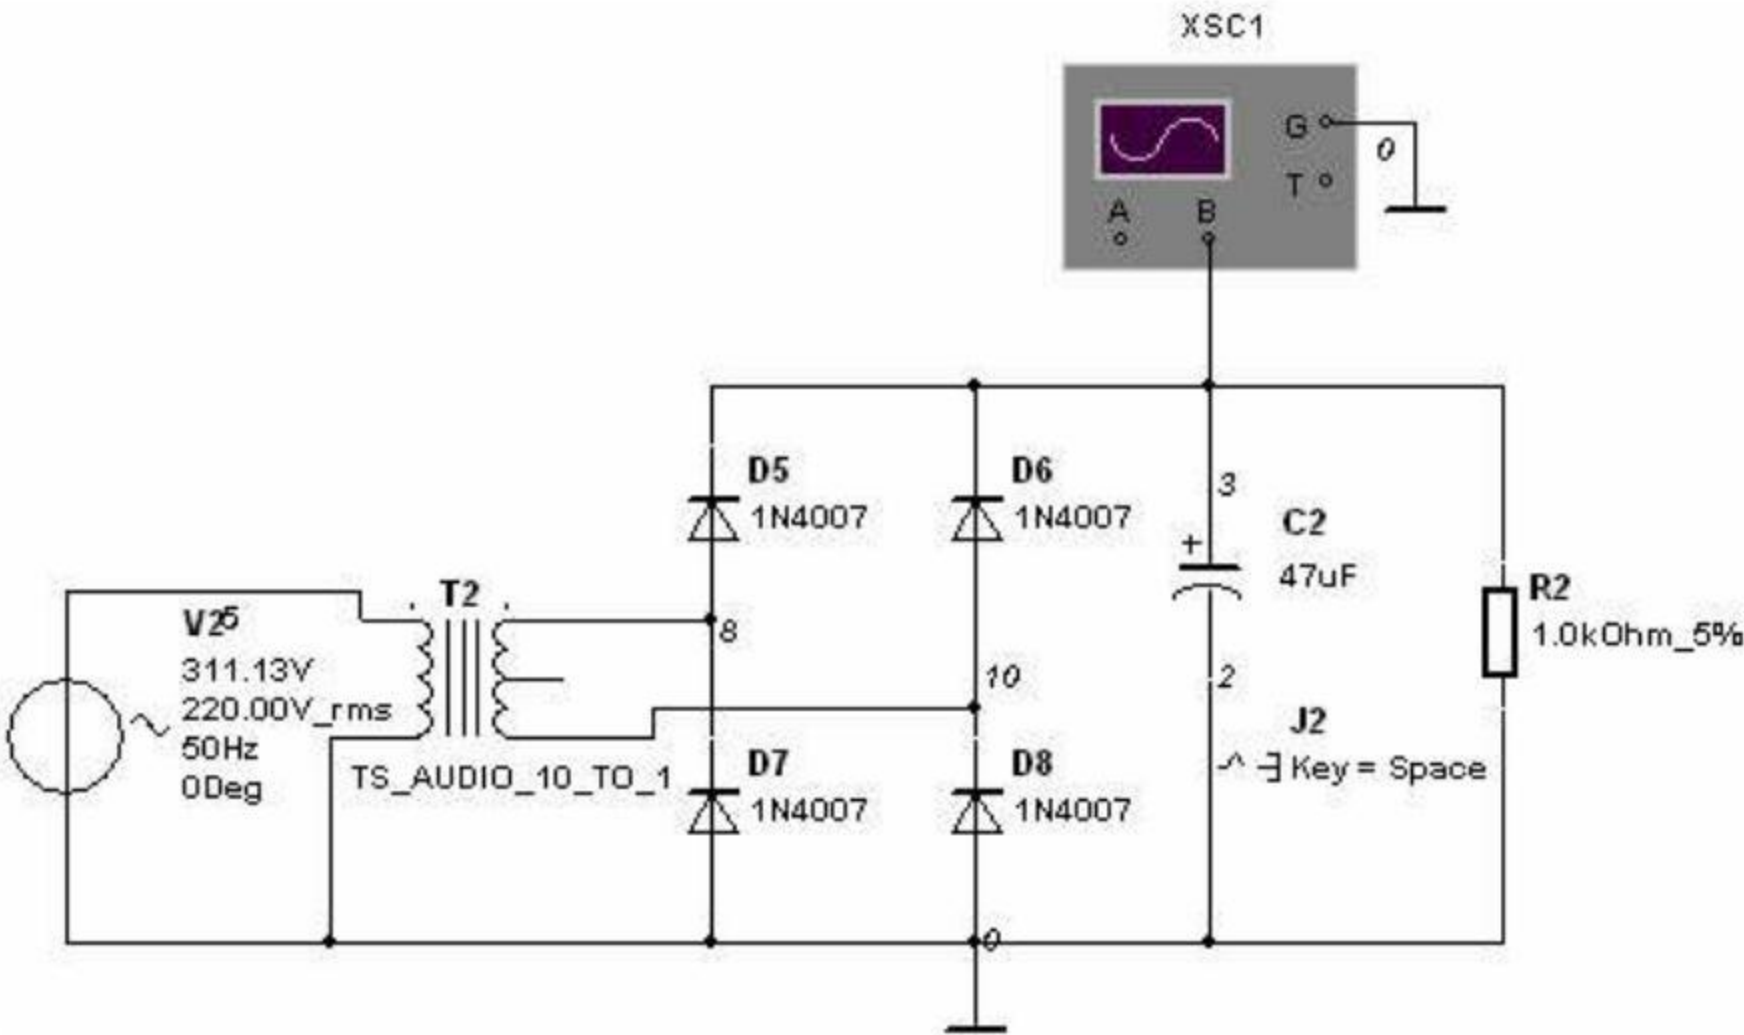 XSC1
G
0
T
A
B
D5
1N4007
D6
1N4007
3
+
C2
47uF
T2
V2
5
8
R2
1.0kOhm_5%
311.13V
220.00V_rms
50Hz
0Deg
10
2
TS_AUDIO_10_TO_1
D7
1N4007
D8
1N4007
J2
Key = Space
0